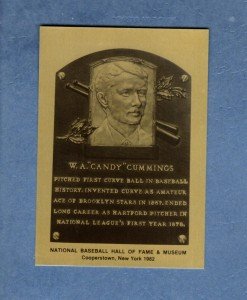 W.A. "CANDY" CUMMINGS
PITCHED FIRST CURVE BALL IN BASEBALL
HISTORY. INVENTED CURVE AS AMATEUR
ACE OF BROOKLYN STARS IN 1867. ENDED
LONG CAREER AS HARTFORD PITCHER IN
NATIONAL LEAGUE'S FIRST YEAR 1876.
NATIONAL BASEBALL HALL OF FAME & MUSEUM
Cooperstown, New York 1982